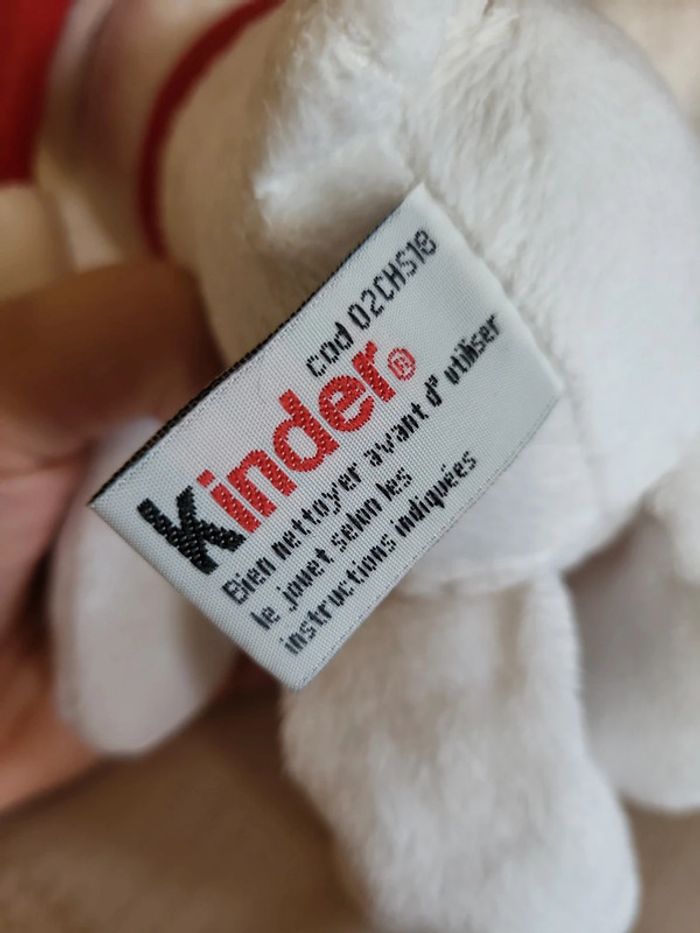 cod 02CHS18
Kinder®
Bien nettoyer avant d' utiliser
le jouet selon les
instructions indiquées